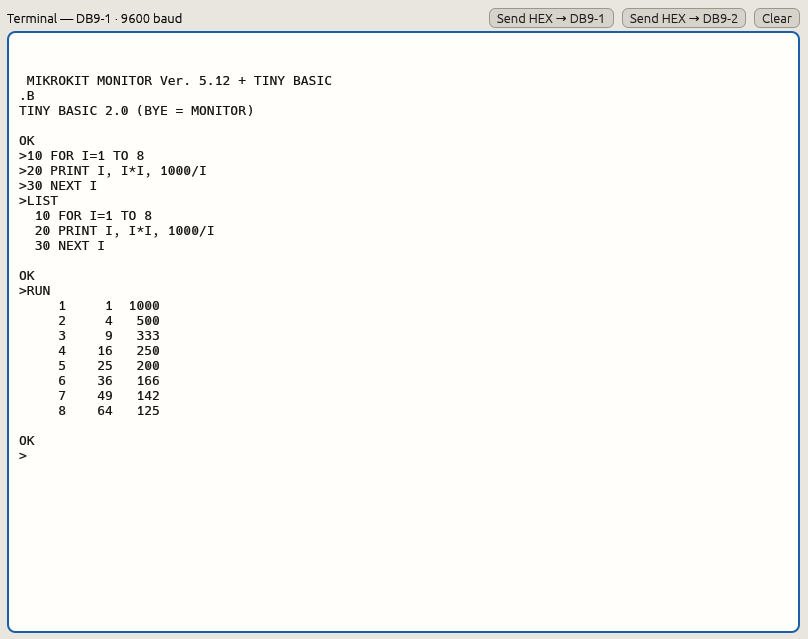 Terminal — DB9-1 · 9600 baud   Send HEX → DB9-1   Send HEX → DB9-2   Clear
MIKROKIT MONITOR Ver. 5.12 + TINY BASIC
.B
TINY BASIC 2.0 (BYE = MONITOR)

OK
>10 FOR I=1 TO 8
>20 PRINT I, I*I, 1000/I
>30 NEXT I
>LIST
  10 FOR I=1 TO 8
  20 PRINT I, I*I, 1000/I
  30 NEXT I

OK
>RUN
     1     1  1000
     2     4   500
     3     9   333
     4    16   250
     5    25   200
     6    36   166
     7    49   142
     8    64   125

OK
>